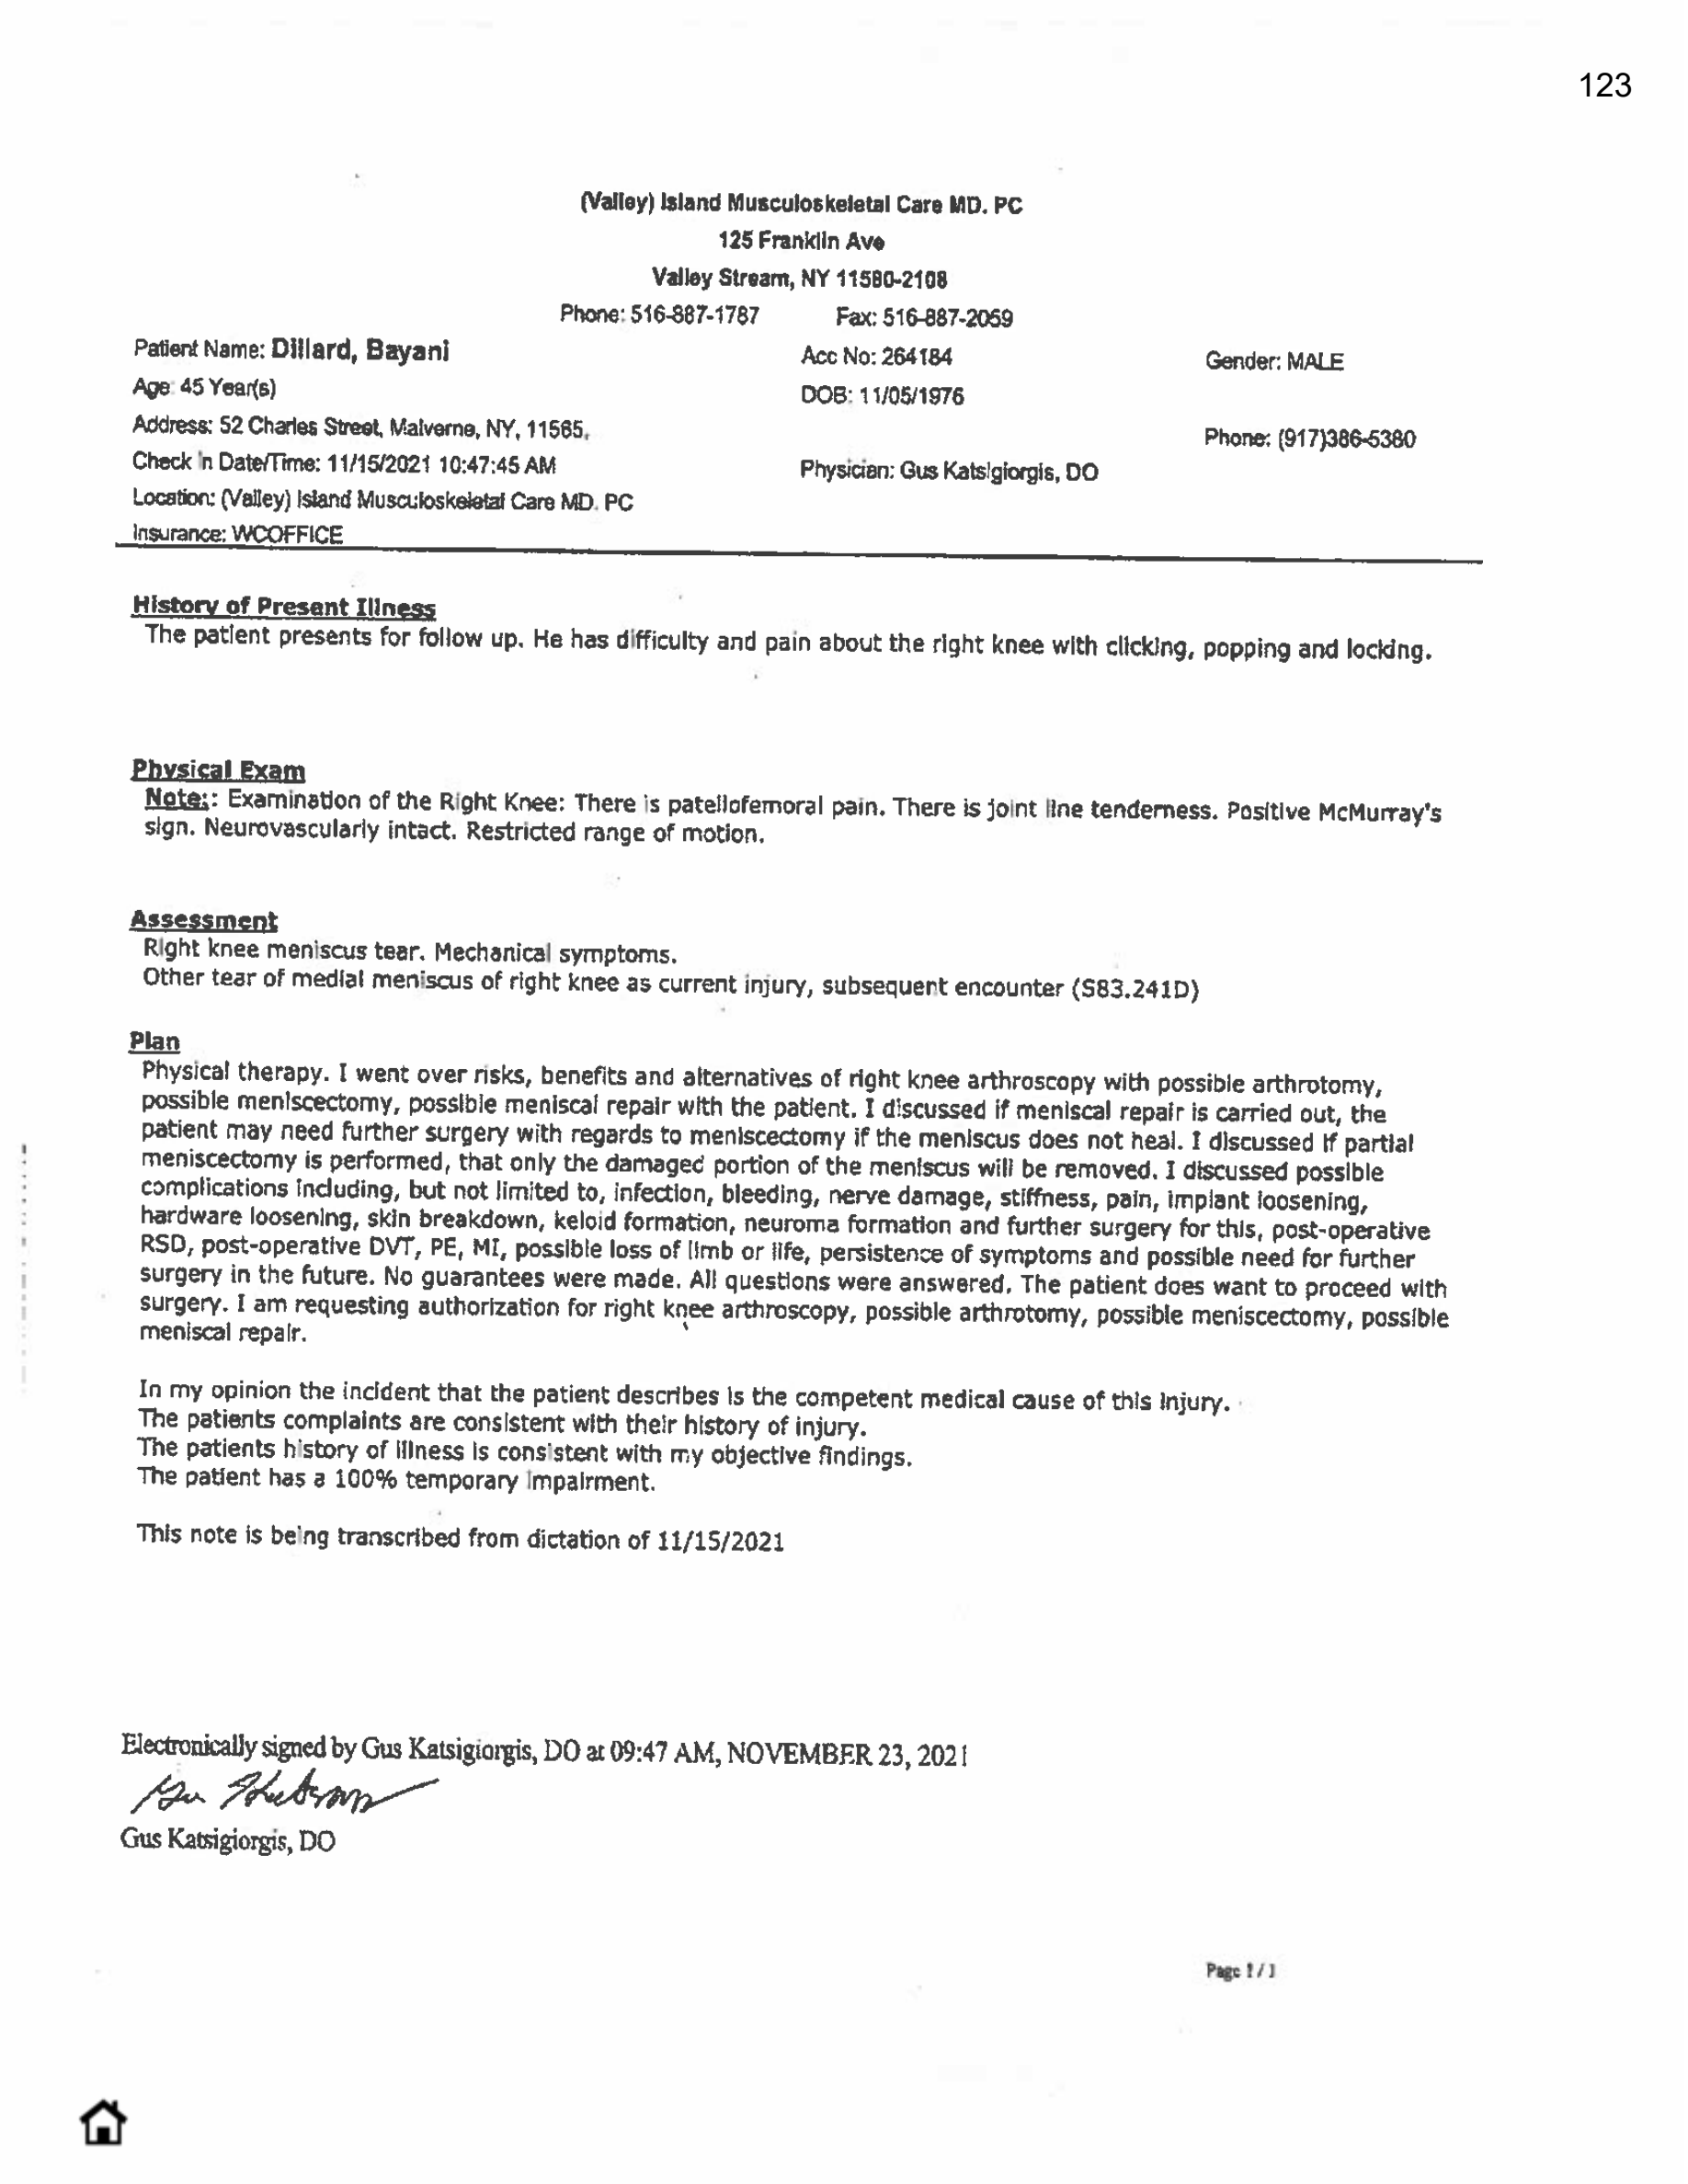 123
(Valley) Island Musculoskeletal Care MD. PC
125 Franklin Ave
Valley Stream, NY 11580-2108
Phone: 516-887-1787 Fax: 516-887-2059
Patient Name: Dillard, Bayani Acc No: 264184 Gender: MALE
Age: 45 Year(s) DOB: 11/05/1976
Address: 52 Charles Street, Malverne, NY, 11565, Phone: (917)386-5380
Check In Date/Time: 11/15/2021 10:47:45 AM Physician: Gus Katsigiorgis, DO
Location: (Valley) Island Musculoskeletal Care MD. PC
Insurance: WCOFFICE
History of Present Illness
The patient presents for follow up. He has difficulty and pain about the right knee with clicking, popping and locking.
Physical Exam
Note:: Examination of the Right Knee: There is patellofemoral pain. There is joint line tenderness. Positive McMurray's
sign. Neurovascularly intact. Restricted range of motion.
Assessment
Right knee meniscus tear. Mechanical symptoms.
Other tear of medial meniscus of right knee as current injury, subsequent encounter (S83.241D)
Plan
Physical therapy. I went over risks, benefits and alternatives of right knee arthroscopy with possible arthrotomy,
possible meniscectomy, possible meniscal repair with the patient. I discussed if meniscal repair is carried out, the
patient may need further surgery with regards to meniscectomy if the meniscus does not heal. I discussed if partial
meniscectomy is performed, that only the damaged portion of the meniscus will be removed. I discussed possible
complications including, but not limited to, infection, bleeding, nerve damage, stiffness, pain, implant loosening,
hardware loosening, skin breakdown, keloid formation, neuroma formation and further surgery for this, post-operative
RSD, post-operative DVT, PE, MI, possible loss of limb or life, persistence of symptoms and possible need for further
surgery in the future. No guarantees were made. All questions were answered. The patient does want to proceed with
surgery. I am requesting authorization for right knee arthroscopy, possible arthrotomy, possible meniscectomy, possible
meniscal repair.
In my opinion the incident that the patient describes is the competent medical cause of this injury.
The patients complaints are consistent with their history of injury.
The patients history of illness is consistent with my objective findings.
The patient has a 100% temporary impairment.
This note is being transcribed from dictation of 11/15/2021
Electronically signed by Gus Katsigiorgis, DO at 09:47 AM, NOVEMBER 23, 2021
Gus Katsigiorgis, DO
Page 1 / 1